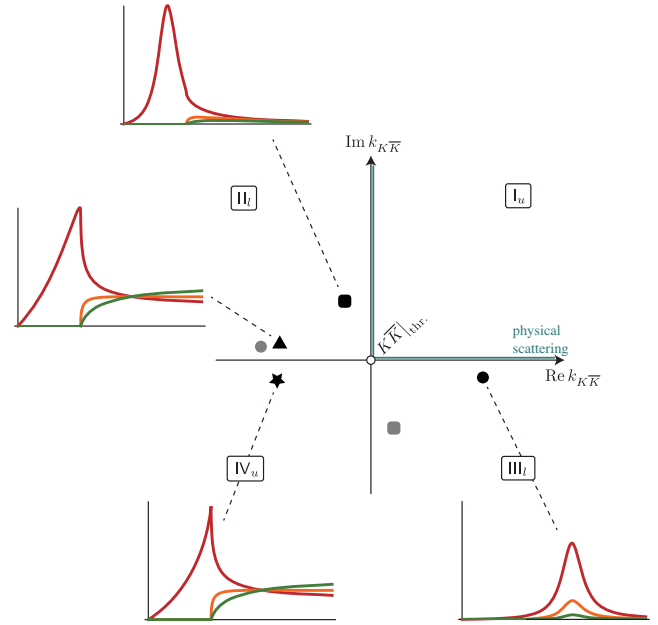 Im k_{K\overline{K}}
II_l
I_u
K\overline{K}|_{thr.}
physical
scattering
Re k_{K\overline{K}}
IV_u
III_l